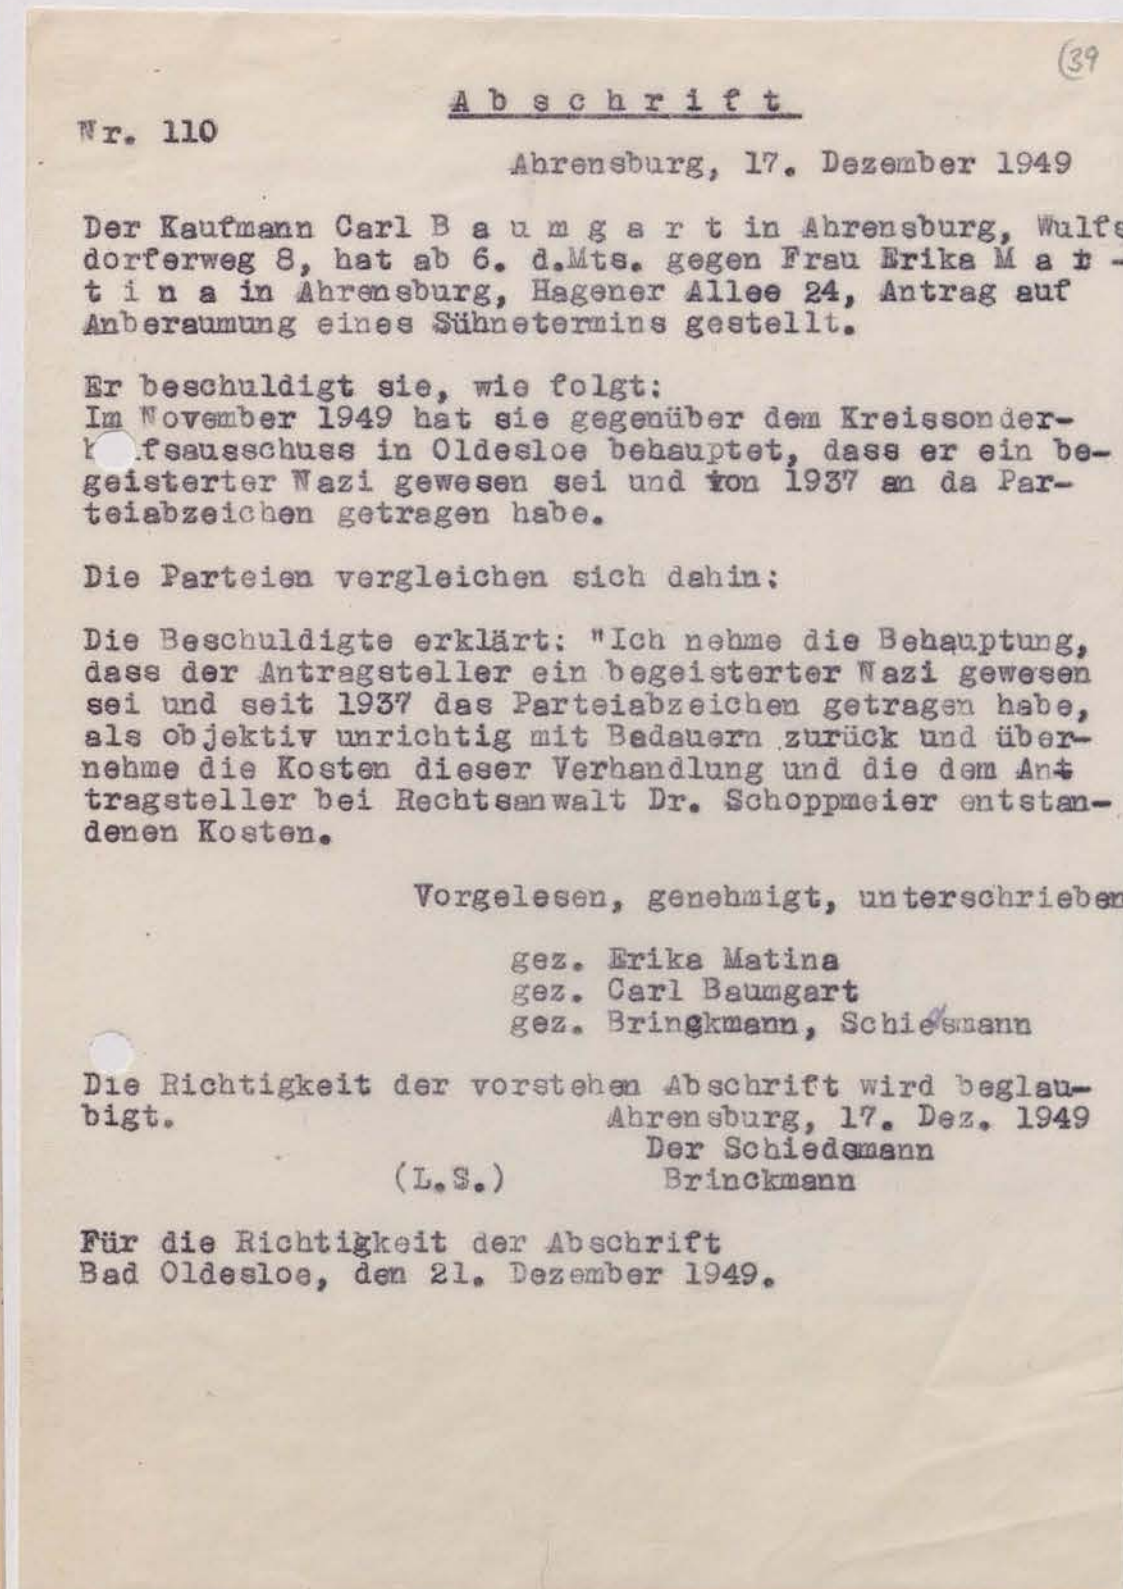 (39
Abschrift
Nr. 110
Ahrensburg, 17. Dezember 1949
Der Kaufmann Carl B a u m g a r t in Ahrensburg, Wulfs
dorferweg 8, hat ab 6. d.Mts. gegen Frau Erika M a t -
t i n a in Ahrensburg, Hagener Allee 24, Antrag auf
Anberaumung eines Sühnetermins gestellt.
Er beschuldigt sie, wie folgt:
Im November 1949 hat sie gegenüber dem Kreissonder-
fsausschuss in Oldesloe behauptet, dass er ein be-
geisterter Nazi gewesen sei und von 1937 an da Par-
teiabzeichen getragen habe.
Die Parteien vergleichen sich dahin:
Die Beschuldigte erklärt: "Ich nehme die Behauptung,
dass der Antragsteller ein begeisterter Nazi gewesen
sei und seit 1937 das Parteiabzeichen getragen habe,
als objektiv unrichtig mit Badauern zurück und über-
nehme die Kosten dieser Verhandlung und die dem Ant
tragsteller bei Rechtsanwalt Dr. Schoppmeier entstan-
denen Kosten.
Vorgelesen, genehmigt, unterschrieben
gez. Erika Matina
gez. Carl Baumgart
gez. Bringkmann, Schiedsmann
Die Richtigkeit der vorstehen Abschrift wird beglau-
bigt.
Ahrensburg, 17. Dez. 1949
Der Schiedsmann
(L.S.) Brinckmann
Für die Richtigkeit der Abschrift
Bad Oldesloe, den 21. Dezember 1949.